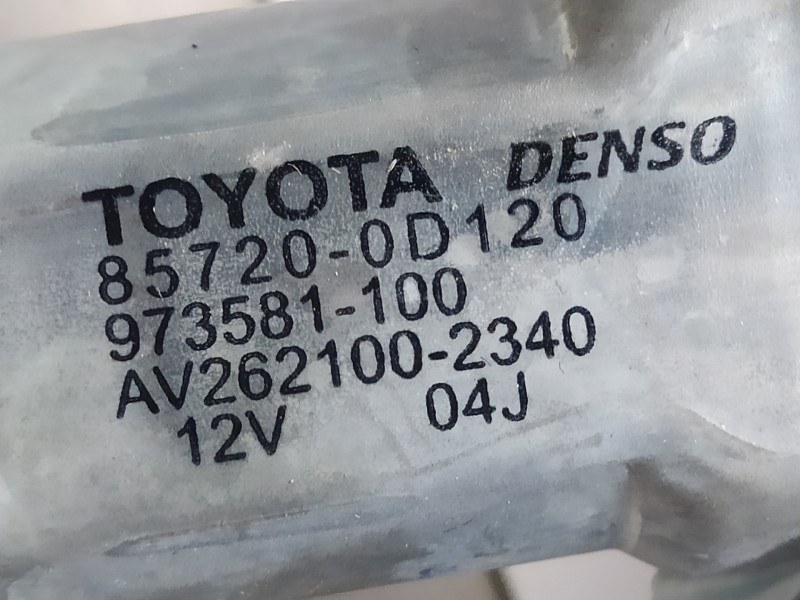 TOYOTA DENSO
85720-0D120
973581-100
AV262100-2340
12V 04J